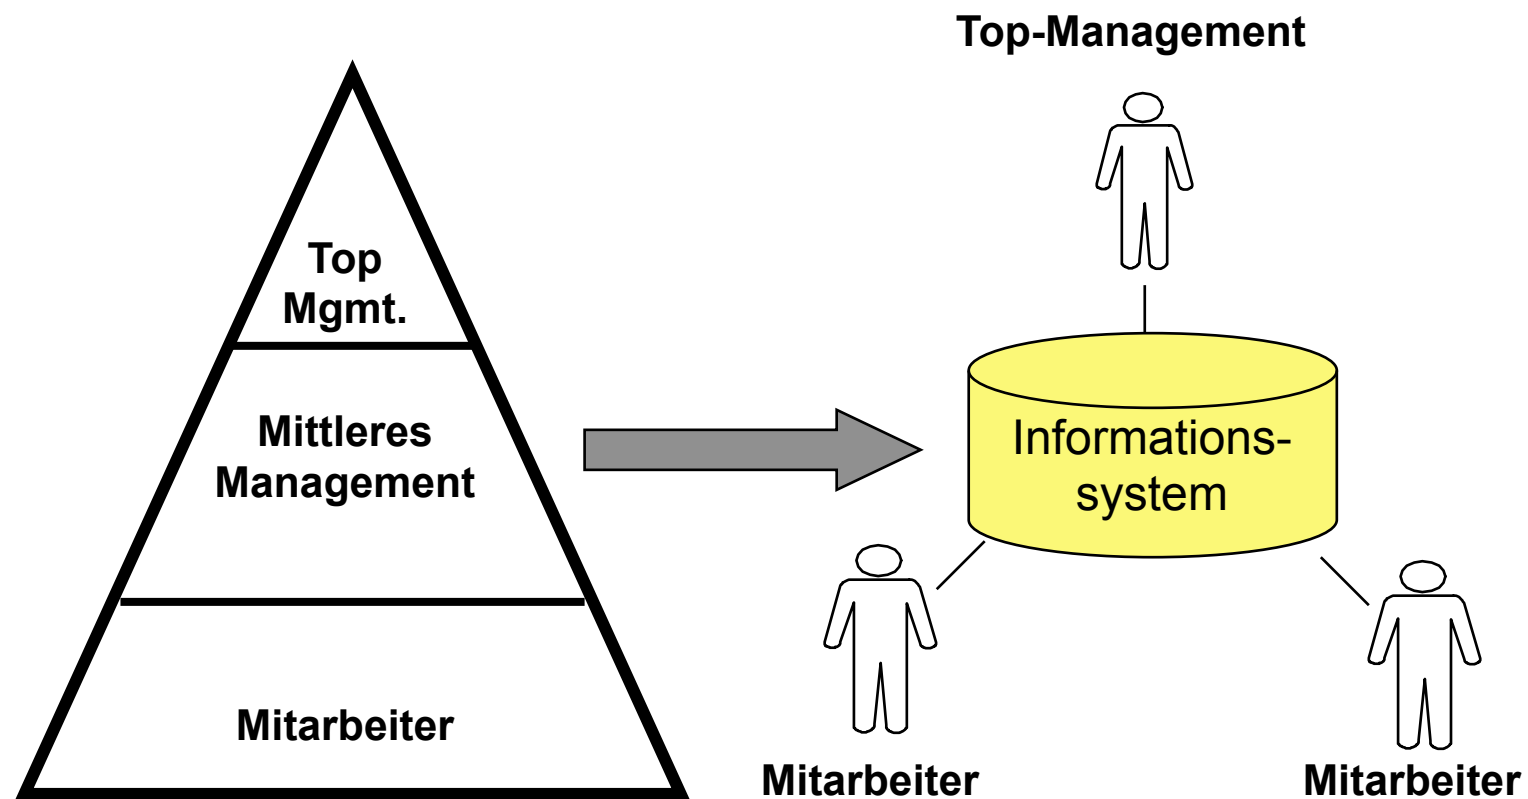 Top-Management
Top
Mgmt.
Mittleres
Management
Informations-
system
Mitarbeiter
Mitarbeiter
Mitarbeiter